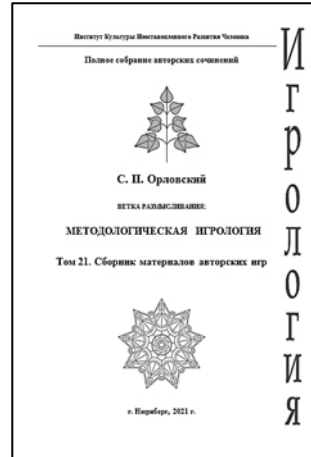 Институт Культуры Неостановленного Развития Человека
Полное собрание авторских сочинений
С. П. Орловский
ВЕТКА РАЗМЫСЛИВАНИЯ:
МЕТОДОЛОГИЧЕСКАЯ ИГРОЛОГИЯ
Том 21. Сборник материалов авторских игр
г. Нюрнберг, 2021 г.
Игрология